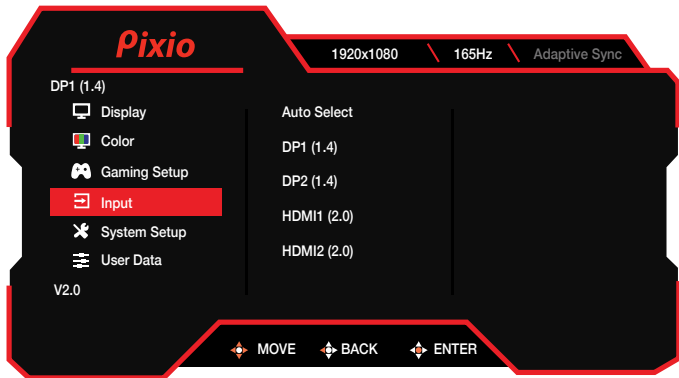 Pixio
1920x1080 \ 165Hz \ Adaptive Sync
DP1 (1.4)
Display
Color
Gaming Setup
Input
System Setup
User Data
V2.0
Auto Select
DP1 (1.4)
DP2 (1.4)
HDMI1 (2.0)
HDMI2 (2.0)
MOVE BACK ENTER